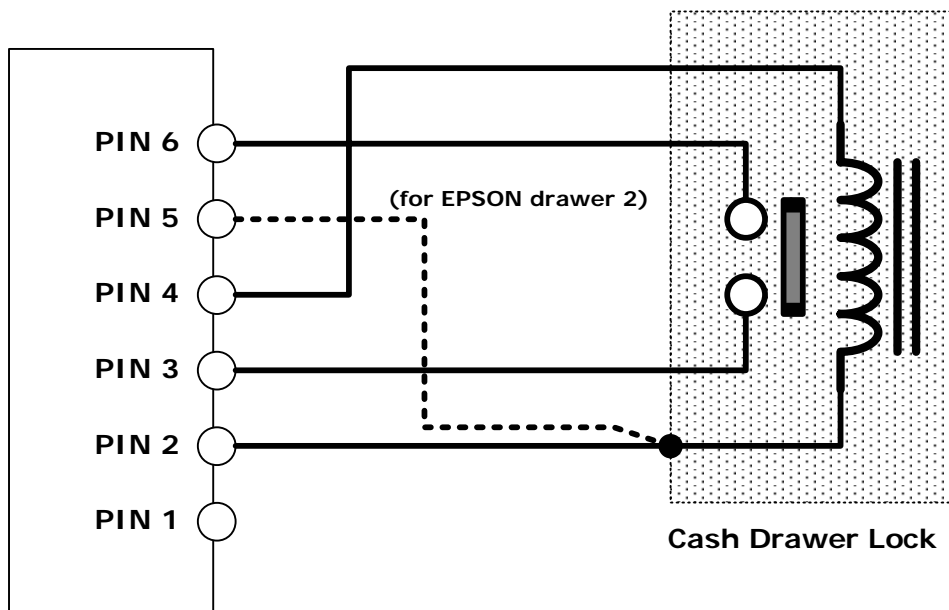 PIN 6
(for EPSON drawer 2)
PIN 5
PIN 4
PIN 3
PIN 2
PIN 1
Cash Drawer Lock